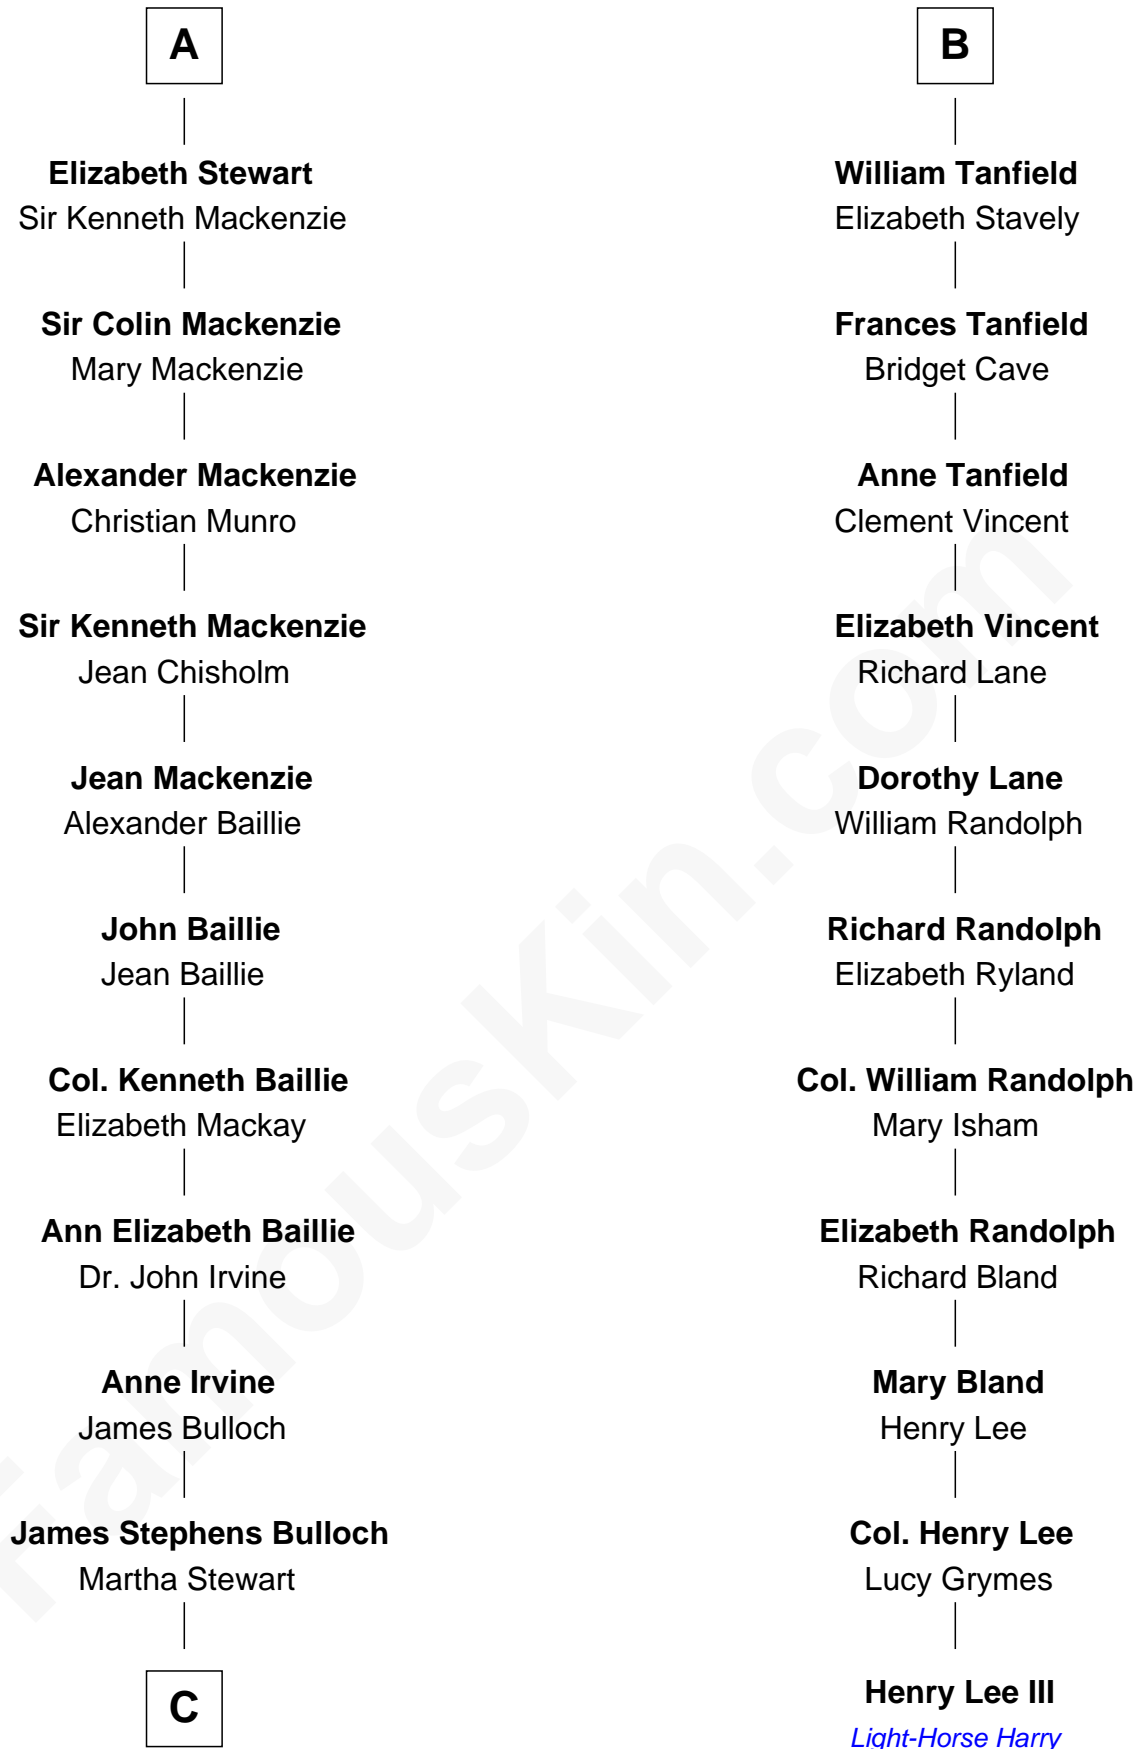 A
Elizabeth Stewart
Sir Kenneth Mackenzie
Sir Colin Mackenzie
Mary Mackenzie
Alexander Mackenzie
Christian Munro
Sir Kenneth Mackenzie
Jean Chisholm
Jean Mackenzie
Alexander Baillie
John Baillie
Jean Baillie
Col. Kenneth Baillie
Elizabeth Mackay
Ann Elizabeth Baillie
Dr. John Irvine
Anne Irvine
James Bulloch
James Stephens Bulloch
Martha Stewart
C
B
William Tanfield
Elizabeth Stavely
Frances Tanfield
Bridget Cave
Anne Tanfield
Clement Vincent
Elizabeth Vincent
Richard Lane
Dorothy Lane
William Randolph
Richard Randolph
Elizabeth Ryland
Col. William Randolph
Mary Isham
Elizabeth Randolph
Richard Bland
Mary Bland
Henry Lee
Col. Henry Lee
Lucy Grymes
Henry Lee III
Light-Horse Harry
FamousKin.com